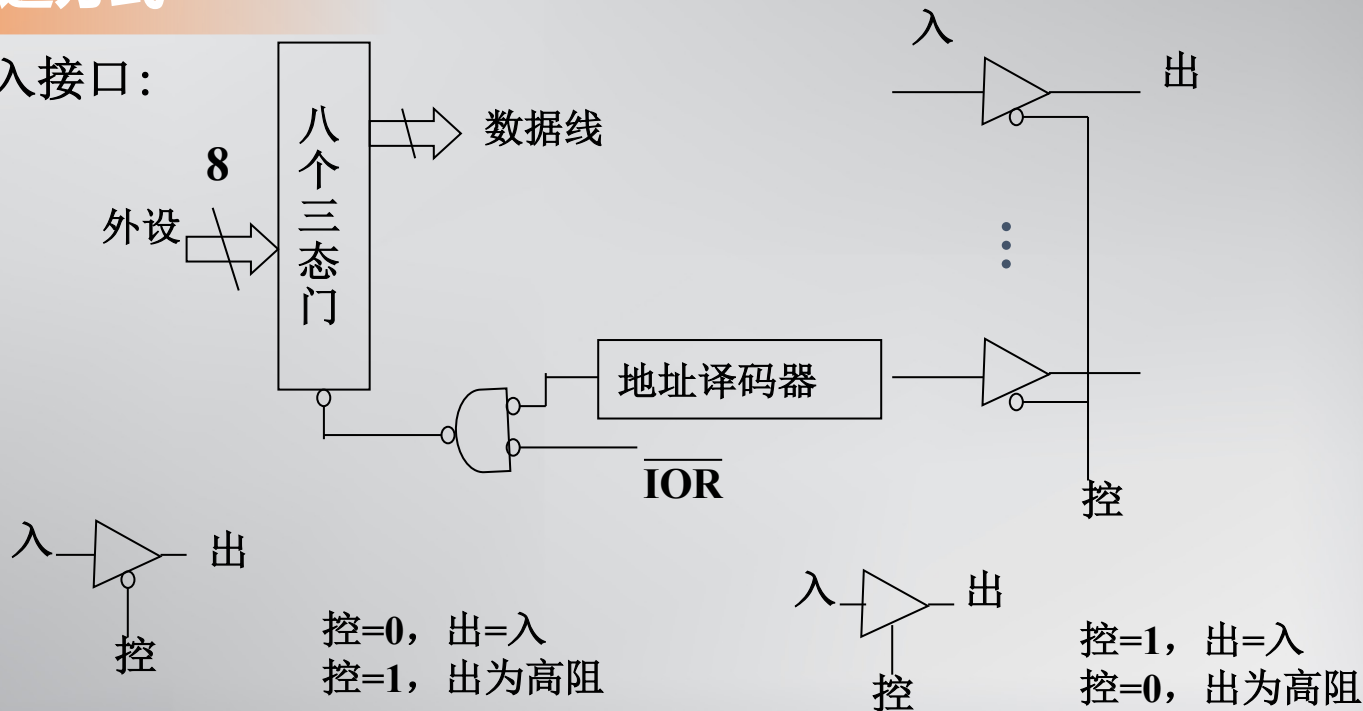 入接口:
8
外设
八个三态门
数据线
地址译码器
I̅O̅R̅
入
出
控
入
出
控
控=0，出=入
控=1，出为高阻
入
出
控
控=1，出=入
控=0，出为高阻